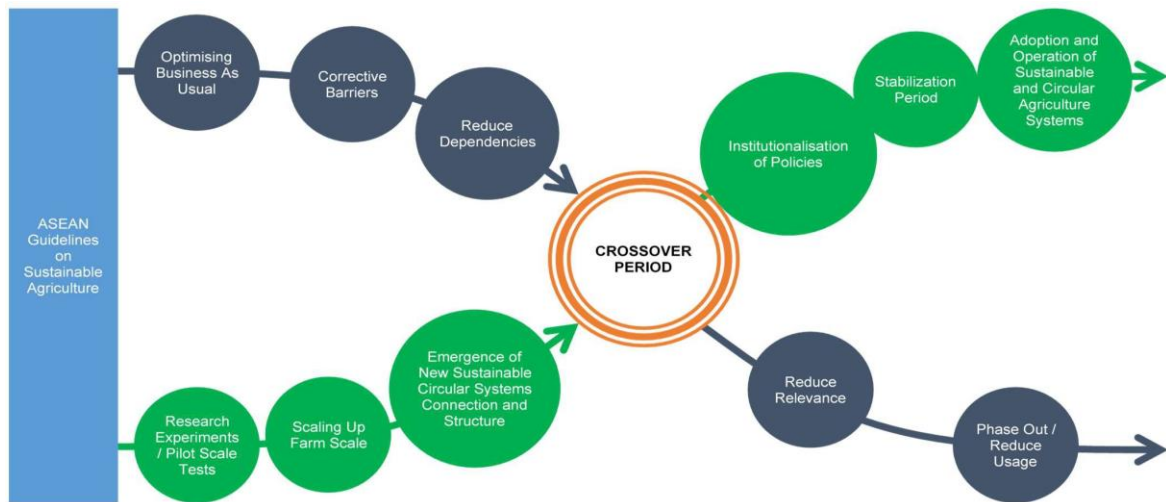 ASEAN
Guidelines
on
Sustainable
Agriculture
Optimising
Business As
Usual
Corrective
Barriers
Reduce
Dependencies
CROSSOVER
PERIOD
Institutionalisation
of Policies
Stabilization
Period
Adoption and
Operation of
Sustainable
and Circular
Agriculture
Systems
Research
Experiments
/ Pilot Scale
Tests
Scaling Up
Farm Scale
Emergence of
New Sustainable
Circular Systems
Connection and
Structure
Reduce
Relevance
Phase Out /
Reduce
Usage